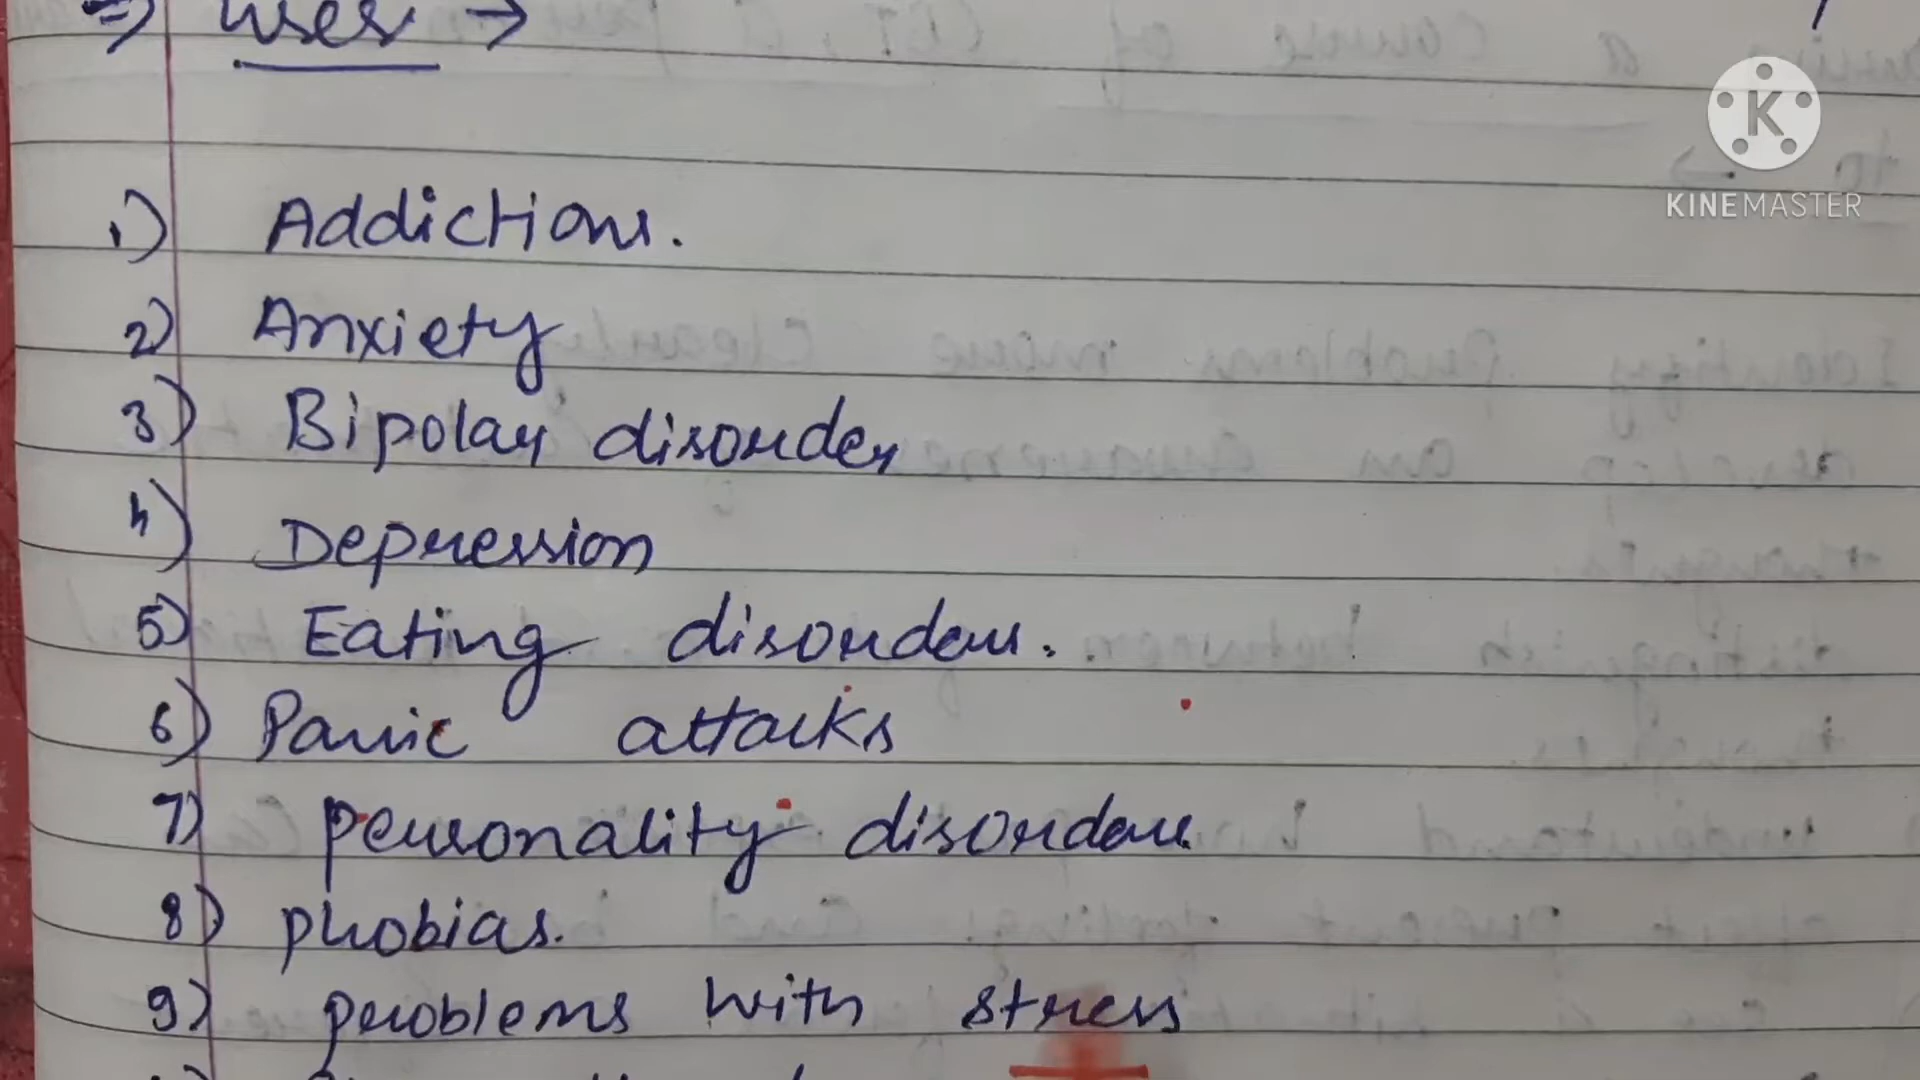 ⇒ Uses →
1) Addictions.
2) Anxiety
3) Bipolar disorder
4) Depression
5) Eating disorders.
6) Panic attacks
7) personality disorders.
8) phobias.
9) problems with stress
K
KINEMASTER